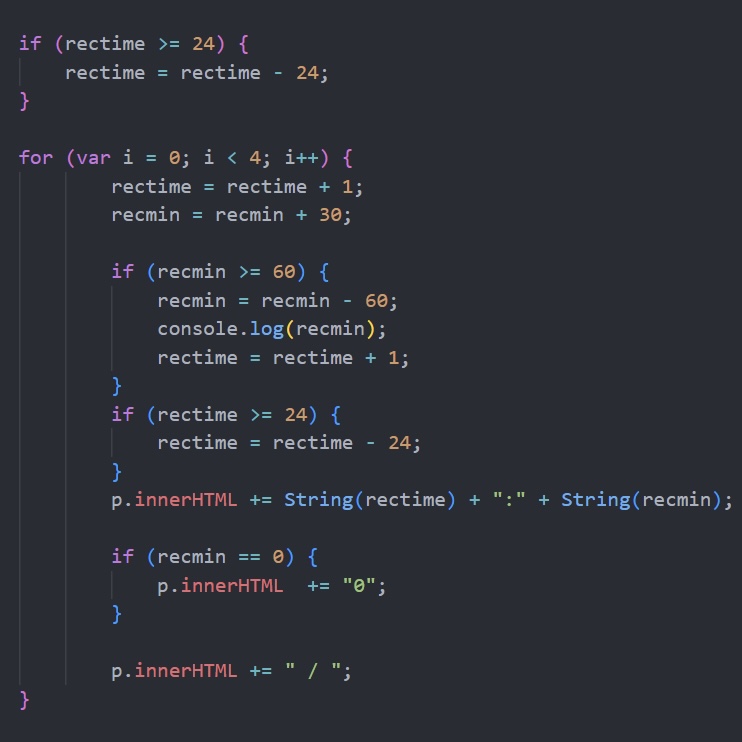 if (rectime >= 24) {
    rectime = rectime - 24;
}

for (var i = 0; i < 4; i++) {
        rectime = rectime + 1;
        recmin = recmin + 30;

        if (recmin >= 60) {
            recmin = recmin - 60;
            console.log(recmin);
            rectime = rectime + 1;
        }
        if (rectime >= 24) {
            rectime = rectime - 24;
        }
        p.innerHTML += String(rectime) + ":" + String(recmin);

        if (recmin == 0) {
            p.innerHTML  += "0";
        }

        p.innerHTML += " / ";
}